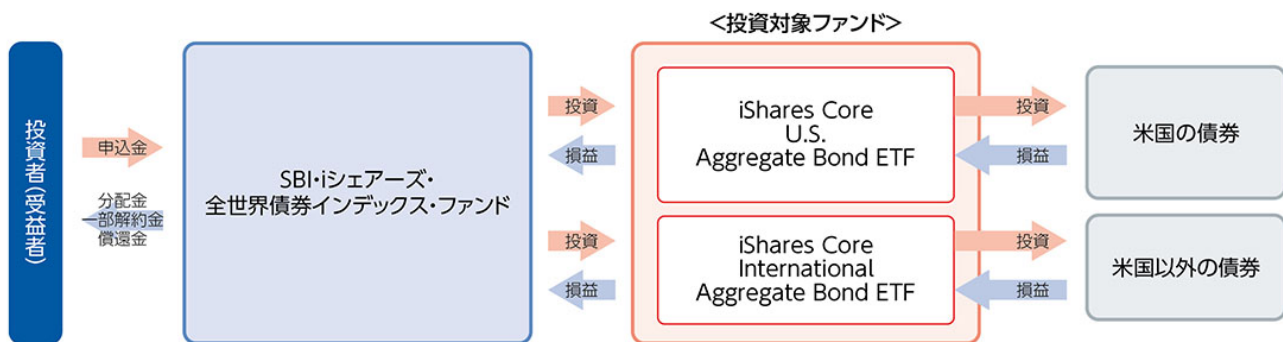 <投資対象ファンド>
投資者(受益者)
申込金
分配金
一部解約金
償還金
SBI・iシェアーズ・
全世界債券インデックス・ファンド
投資
損益
投資
損益
iShares Core
U.S.
Aggregate Bond ETF
iShares Core
International
Aggregate Bond ETF
投資
損益
投資
損益
米国の債券
米国以外の債券